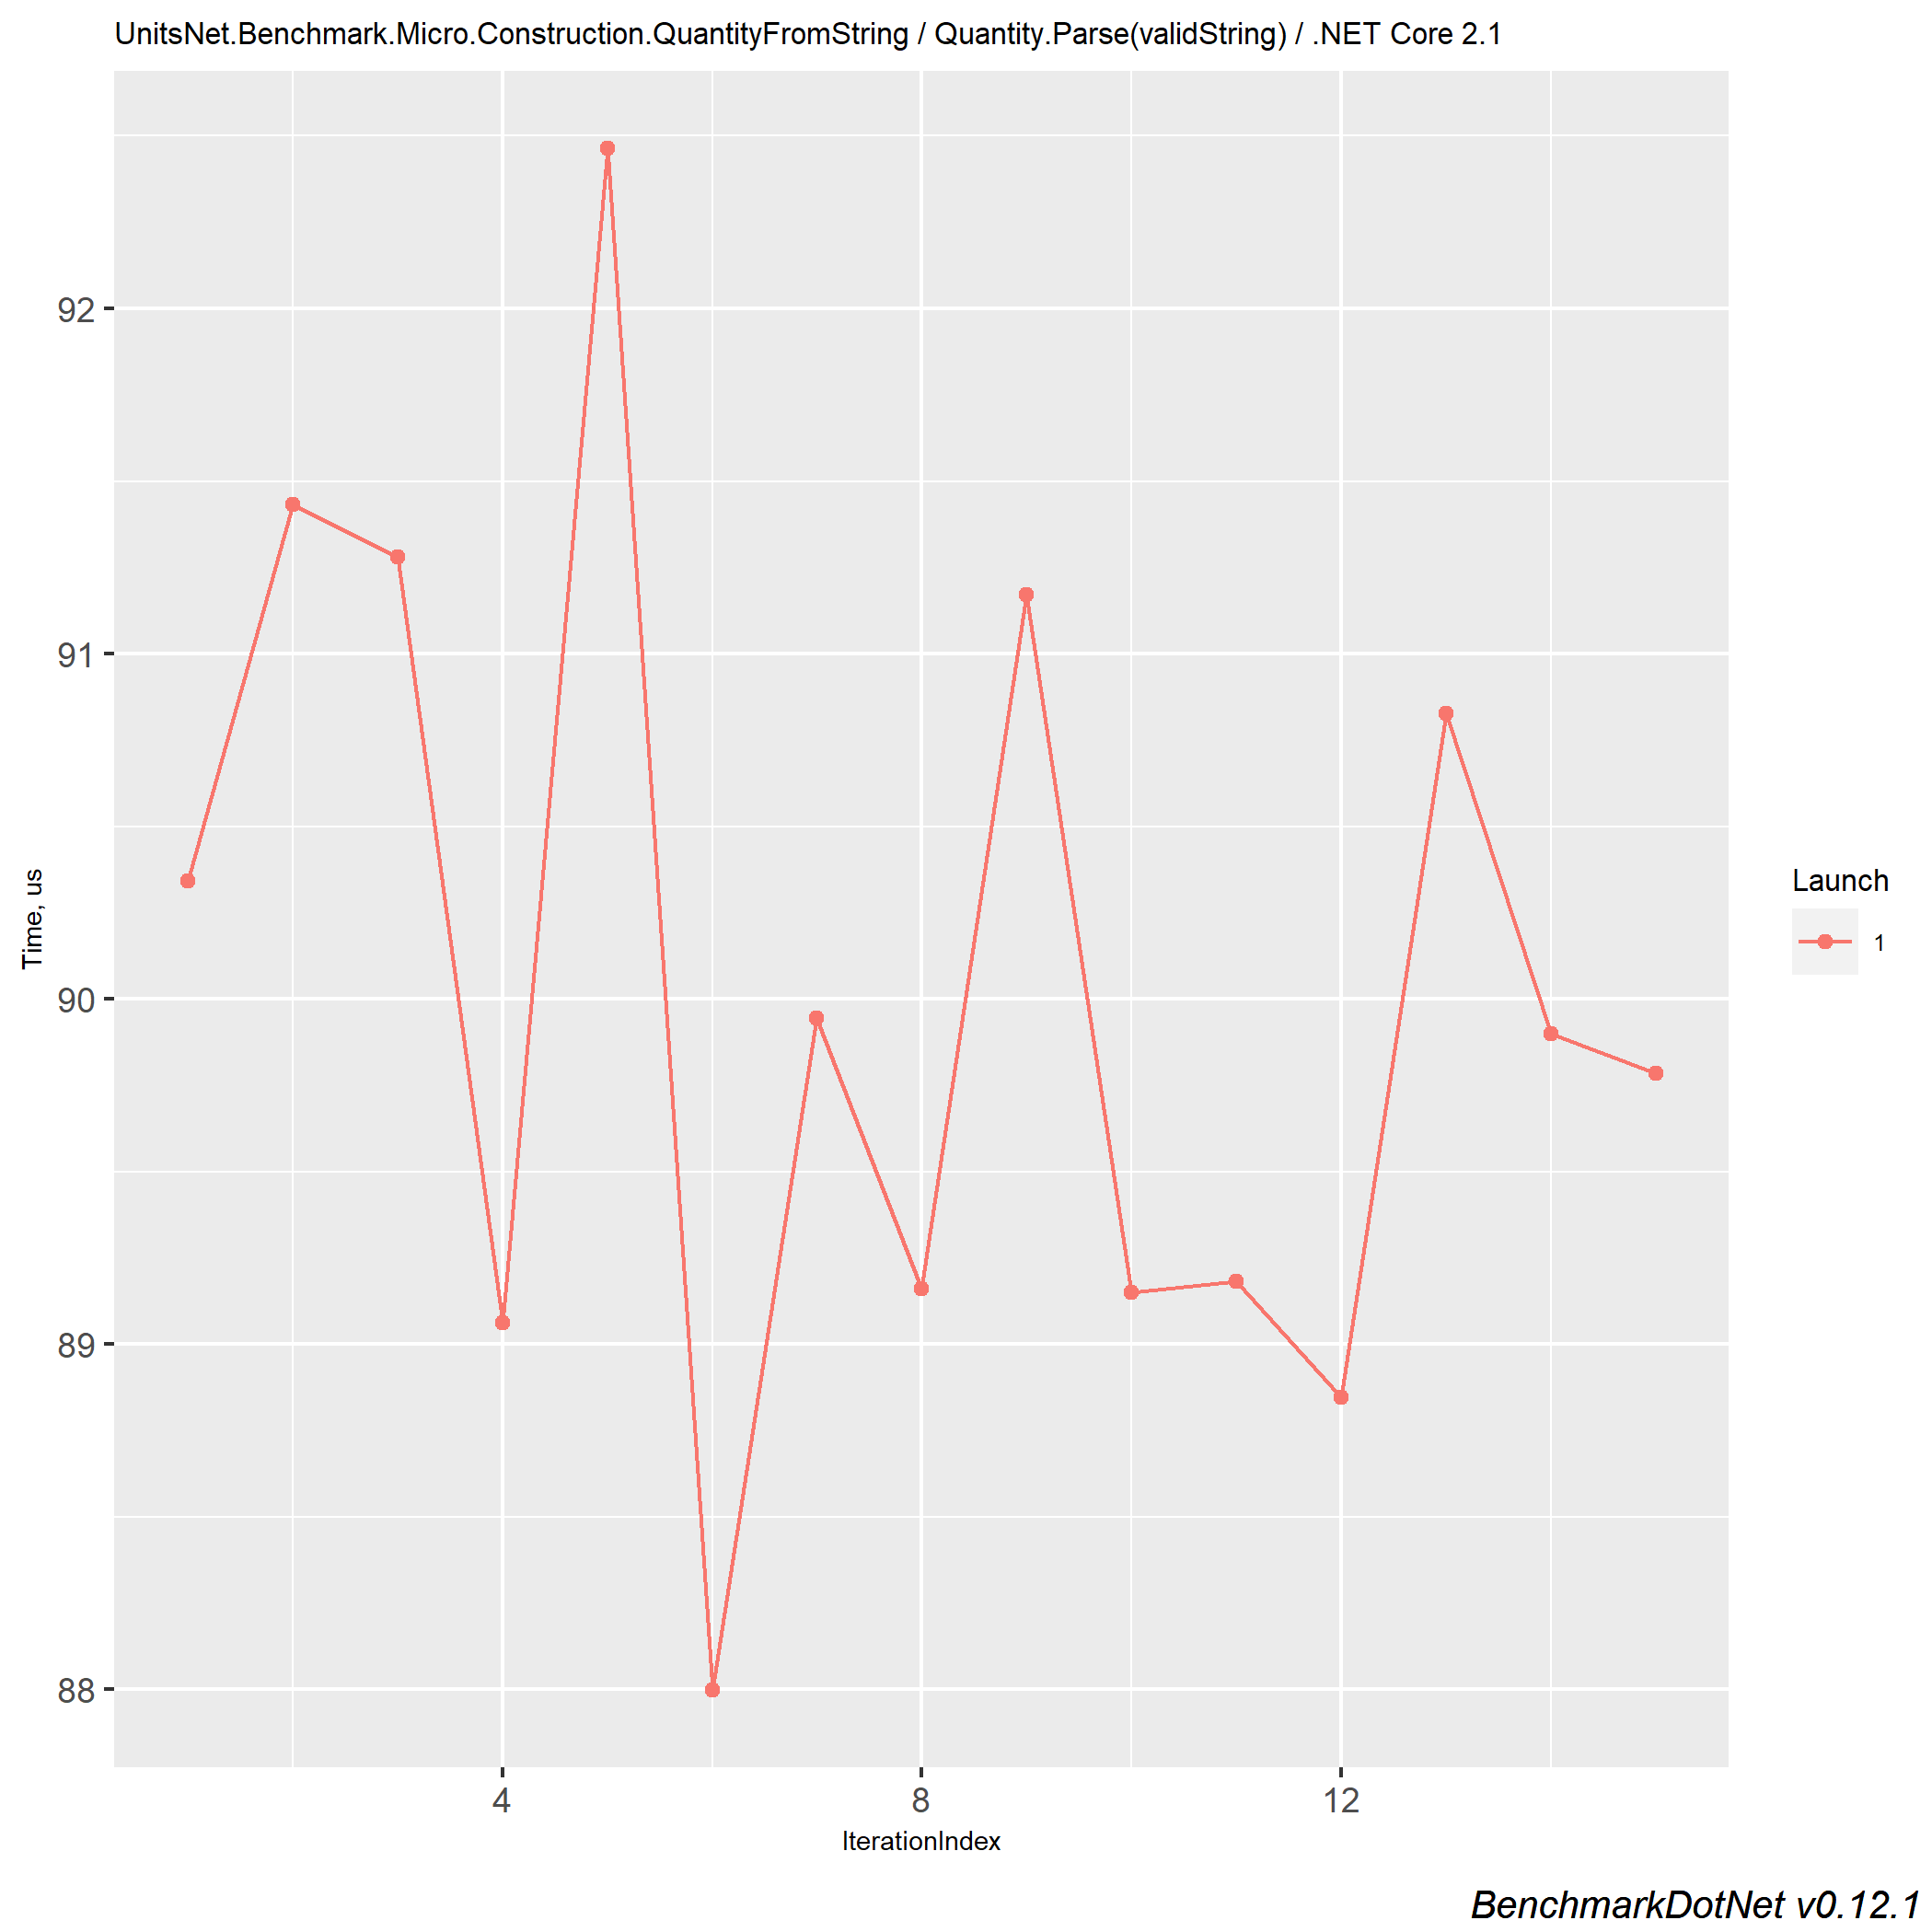 UnitsNet.Benchmark.Micro.Construction.QuantityFromString / Quantity.Parse(validString) / .NET Core 2.1
92
91
90
89
88
Time, us
4 8 12
IterationIndex
Launch
1
BenchmarkDotNet v0.12.1